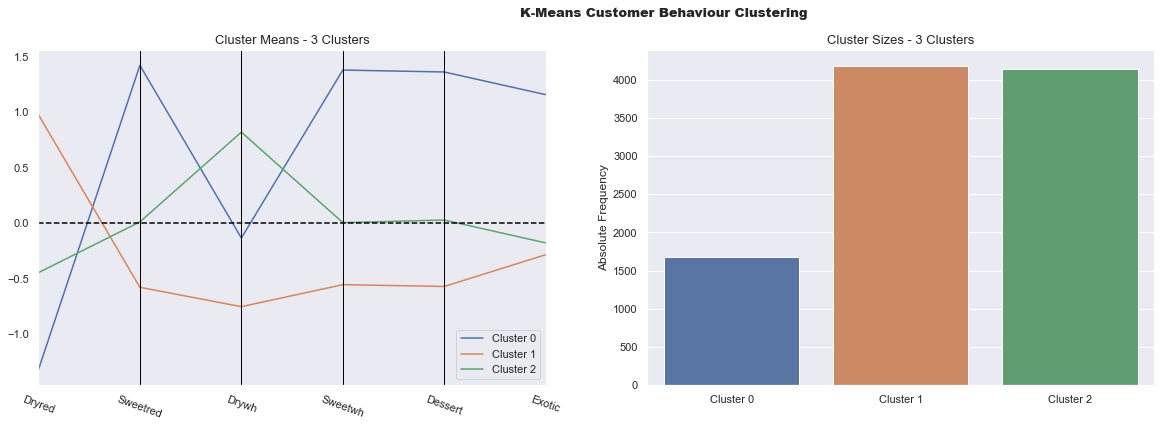 K-Means Customer Behaviour Clustering
Cluster Means - 3 Clusters
1.5
1.0
0.5
0.0
−0.5
−1.0
Dryred
Sweetred
Drywh
Sweetwh
Dessert
Exotic
Cluster 0
Cluster 1
Cluster 2
Cluster Sizes - 3 Clusters
Absolute Frequency
4000
3500
3000
2500
2000
1500
1000
500
0
Cluster 0
Cluster 1
Cluster 2